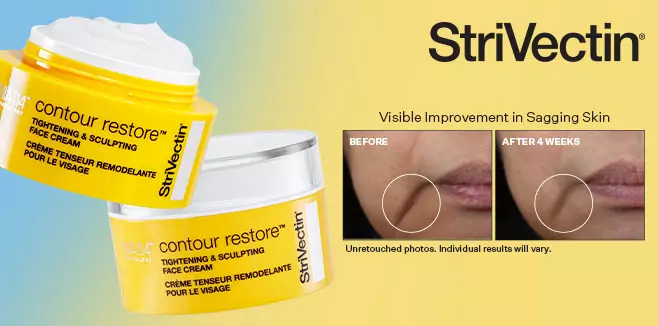 StriVectin®
Visible Improvement in Sagging Skin
BEFORE
AFTER 4 WEEKS
Unretouched photos. Individual results will vary.
contour restore™
TIGHTENING & SCULPTING
FACE CREAM
CRÈME TENSEUR REMODELANTE
POUR LE VISAGE
StriVectin®
contour restore™
TIGHTENING & SCULPTING
FACE CREAM
CRÈME TENSEUR REMODELANTE
POUR LE VISAGE
StriVectin®